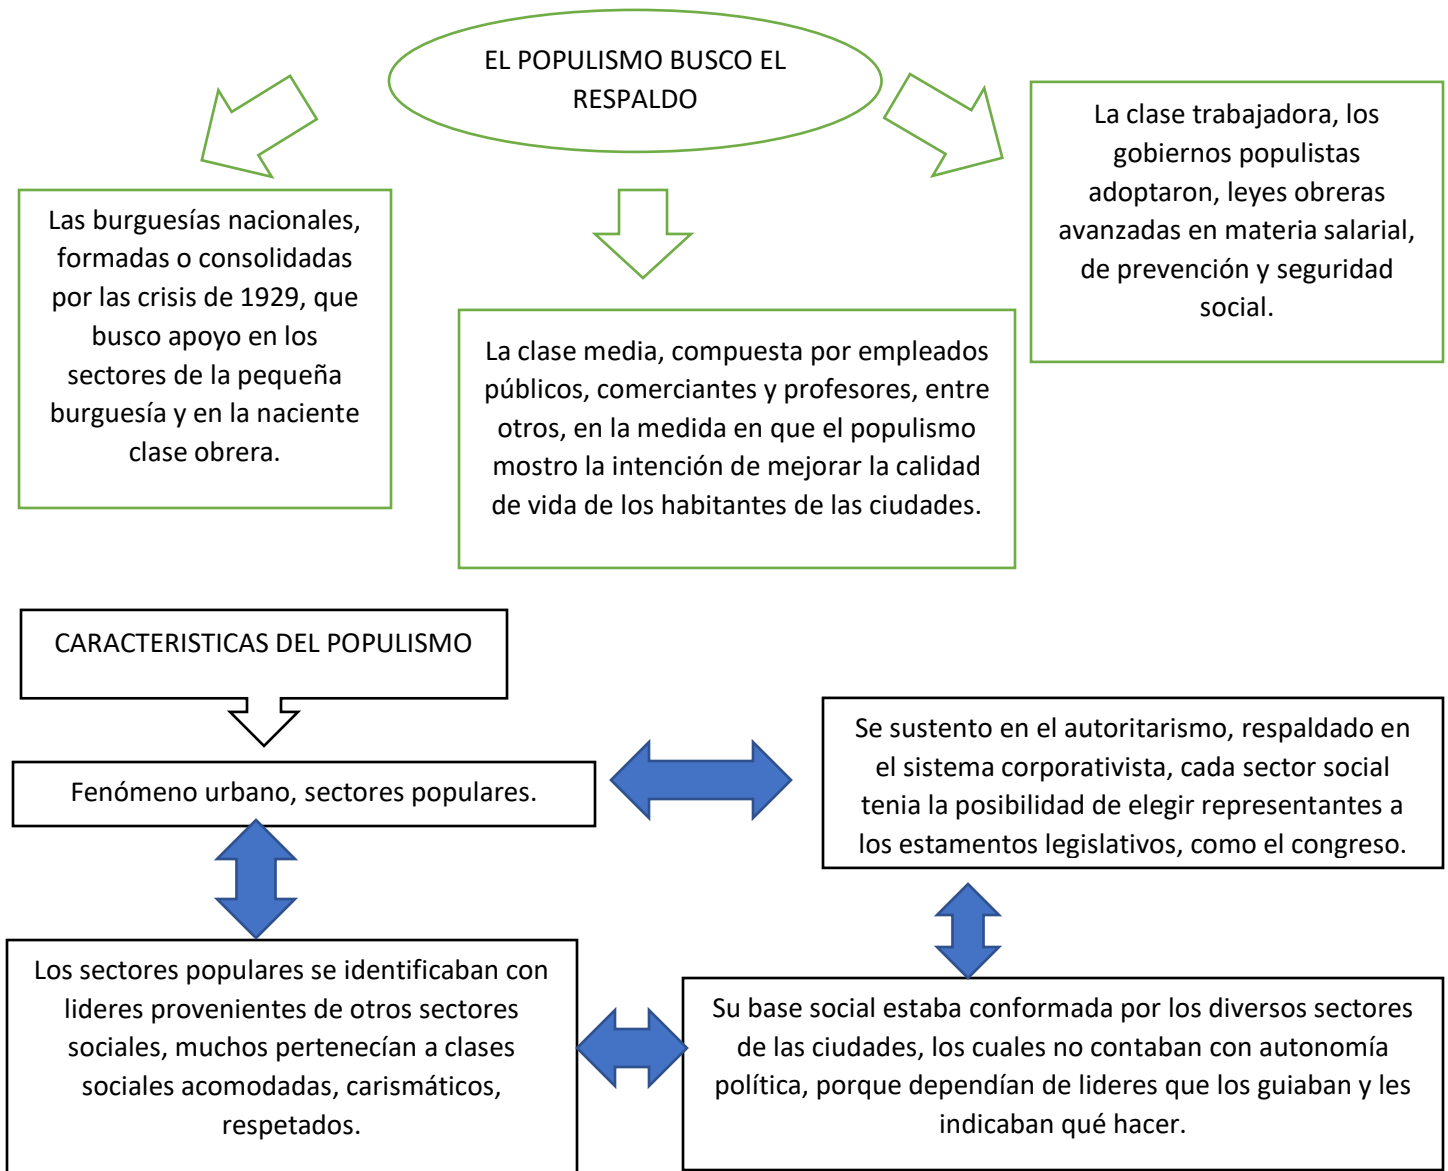 EL POPULISMO BUSCO EL
RESPALDO
Las burguesías nacionales,
formadas o consolidadas
por las crisis de 1929, que
busco apoyo en los
sectores de la pequeña
burguesía y en la naciente
clase obrera.
La clase media, compuesta por empleados
públicos, comerciantes y profesores, entre
otros, en la medida en que el populismo
mostro la intención de mejorar la calidad
de vida de los habitantes de las ciudades.
La clase trabajadora, los
gobiernos populistas
adoptaron, leyes obreras
avanzadas en materia salarial,
de prevención y seguridad
social.
CARACTERISTICAS DEL POPULISMO
Fenómeno urbano, sectores populares.
Se sustento en el autoritarismo, respaldado en
el sistema corporativista, cada sector social
tenia la posibilidad de elegir representantes a
los estamentos legislativos, como el congreso.
Los sectores populares se identificaban con
lideres provenientes de otros sectores
sociales, muchos pertenecían a clases
sociales acomodadas, carismáticos,
respetados.
Su base social estaba conformada por los diversos sectores
de las ciudades, los cuales no contaban con autonomía
política, porque dependían de lideres que los guiaban y les
indicaban qué hacer.